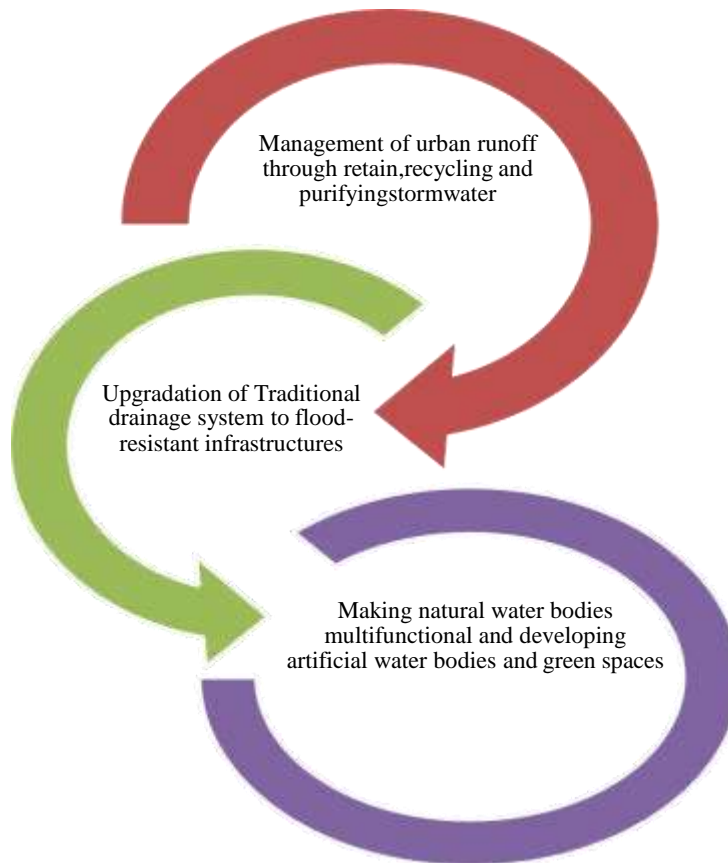 Management of urban runoff
through retain,recycling and
purifyingstormwater
Upgradation of Traditional
drainage system to flood-
resistant infrastructures
Making natural water bodies
multifunctional and developing
artificial water bodies and green spaces